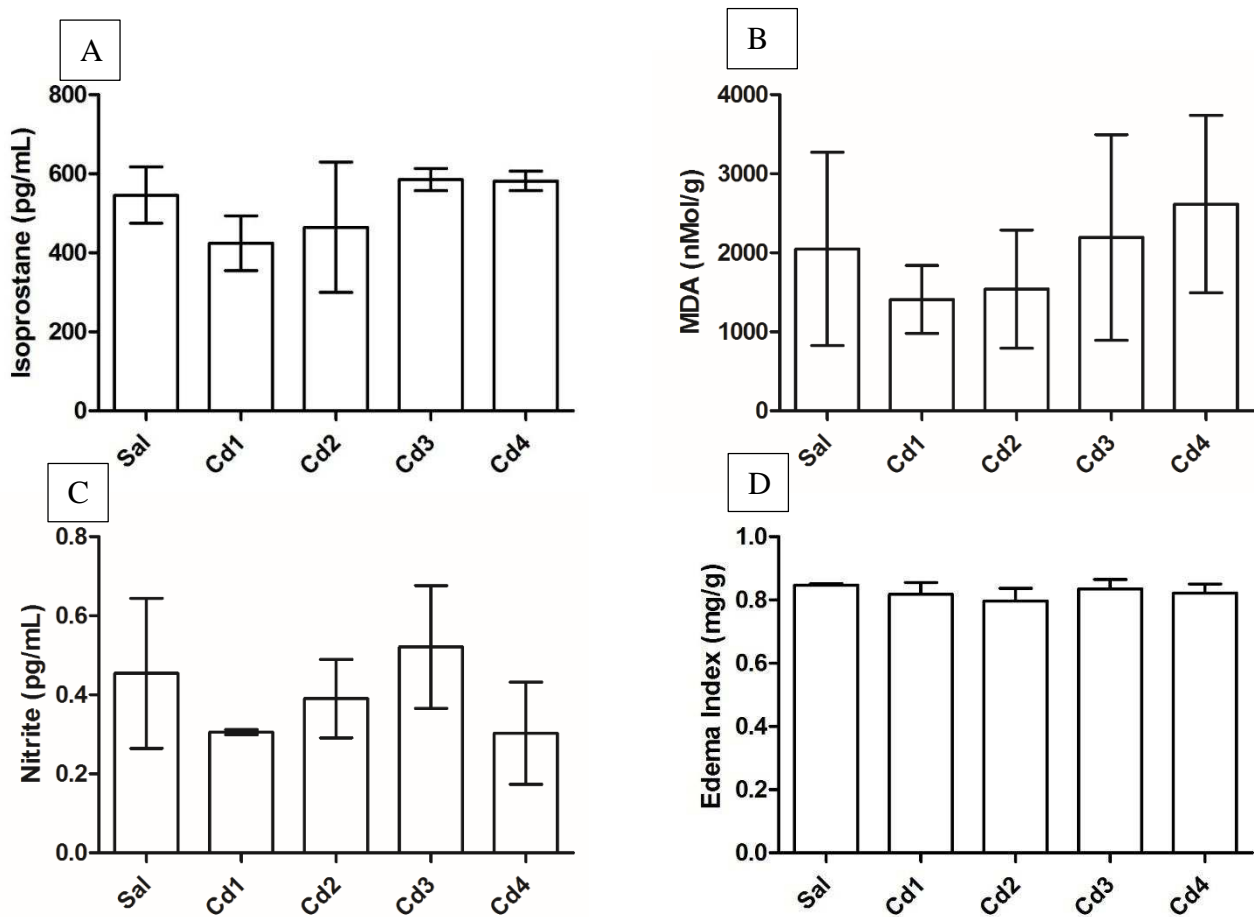 A
Isoprostane (pg/mL)
800
600
400
200
0
Sal Cd1 Cd2 Cd3 Cd4
B
MDA (nMol/g)
4000
3000
2000
1000
0
Sal Cd1 Cd2 Cd3 Cd4
C
Nitrite (pg/mL)
0.8
0.6
0.4
0.2
0.0
Sal Cd1 Cd2 Cd3 Cd4
D
Edema Index (mg/g)
1.0
0.8
0.6
0.4
0.2
0.0
Sal Cd1 Cd2 Cd3 Cd4